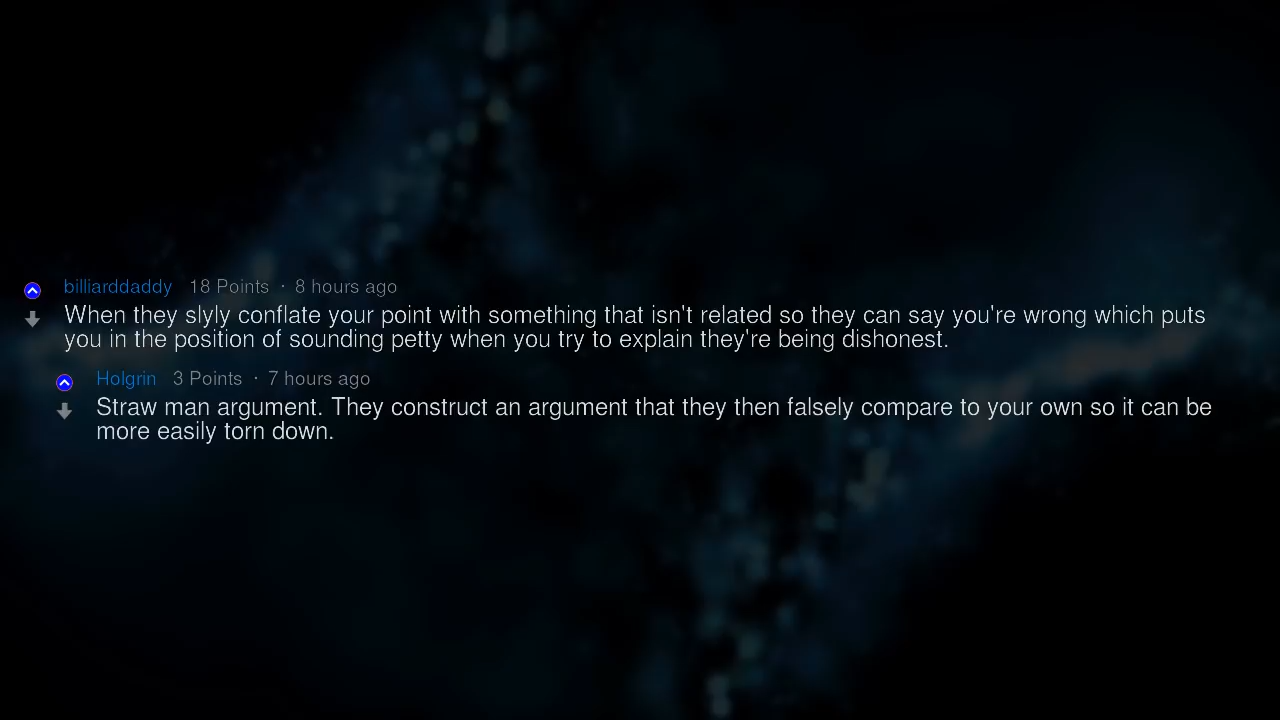 billiarddaddy 18 Points · 8 hours ago
When they slyly conflate your point with something that isn't related so they can say you're wrong which puts
you in the position of sounding petty when you try to explain they're being dishonest.
Holgrin 3 Points · 7 hours ago
Straw man argument. They construct an argument that they then falsely compare to your own so it can be
more easily torn down.